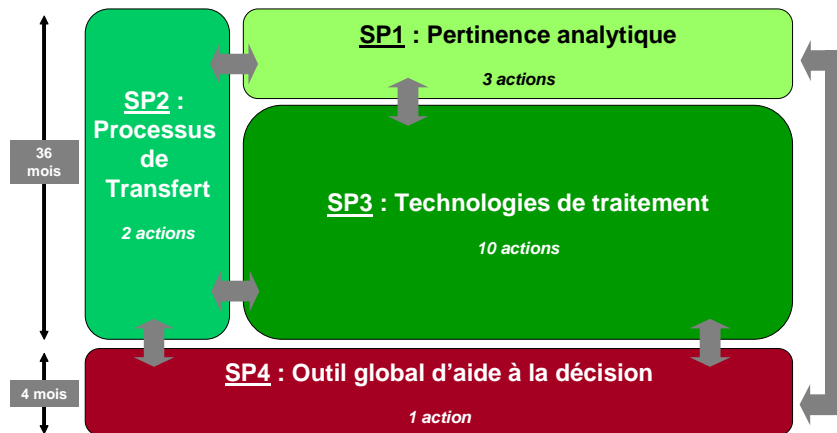 SP1 : Pertinence analytique
3 actions
SP2 :
Processus
de
Transfert
2 actions
36
mois
SP3 : Technologies de traitement
10 actions
SP4 : Outil global d’aide à la décision
1 action
4 mois